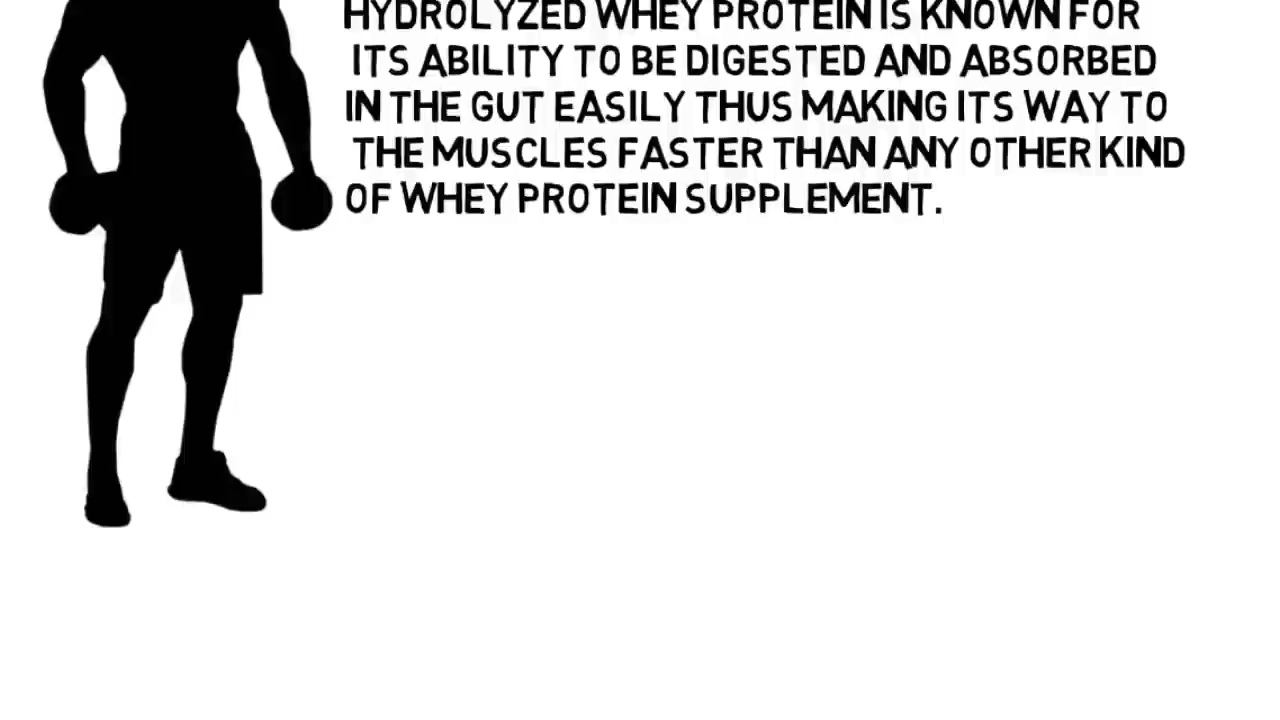 HYDROLYZED WHEY PROTEIN IS KNOWN FOR
ITS ABILITY TO BE DIGESTED AND ABSORBED
IN THE GUT EASILY THUS MAKING ITS WAY TO
THE MUSCLES FASTER THAN ANY OTHER KIND
OF WHEY PROTEIN SUPPLEMENT.